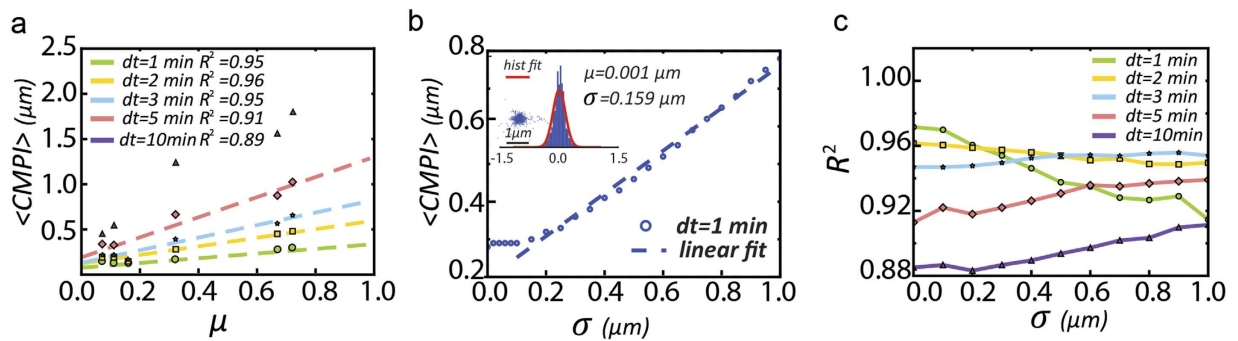 a
2.5
2.0
1.5
1.0
0.5
<CMPI> (μm)
dt=1 min R²=0.95
dt=2 min R²=0.96
dt=3 min R²=0.95
dt=5 min R²=0.91
dt=10min R²=0.89
0.0 0.2 0.4 0.6 0.8 1.0
μ
b
0.8
0.6
0.4
0.2
<CMPI> (μm)
hist fit
μ=0.001 μm
σ=0.159 μm
1μm
-1.5 0.0 1.5
dt=1 min
linear fit
0.0 0.2 0.4 0.6 0.8 1.0
σ (μm)
c
1.00
0.96
0.92
0.88
R²
dt=1 min
dt=2 min
dt=3 min
dt=5 min
dt=10min
0.0 0.2 0.4 0.6 0.8 1.0
σ (μm)